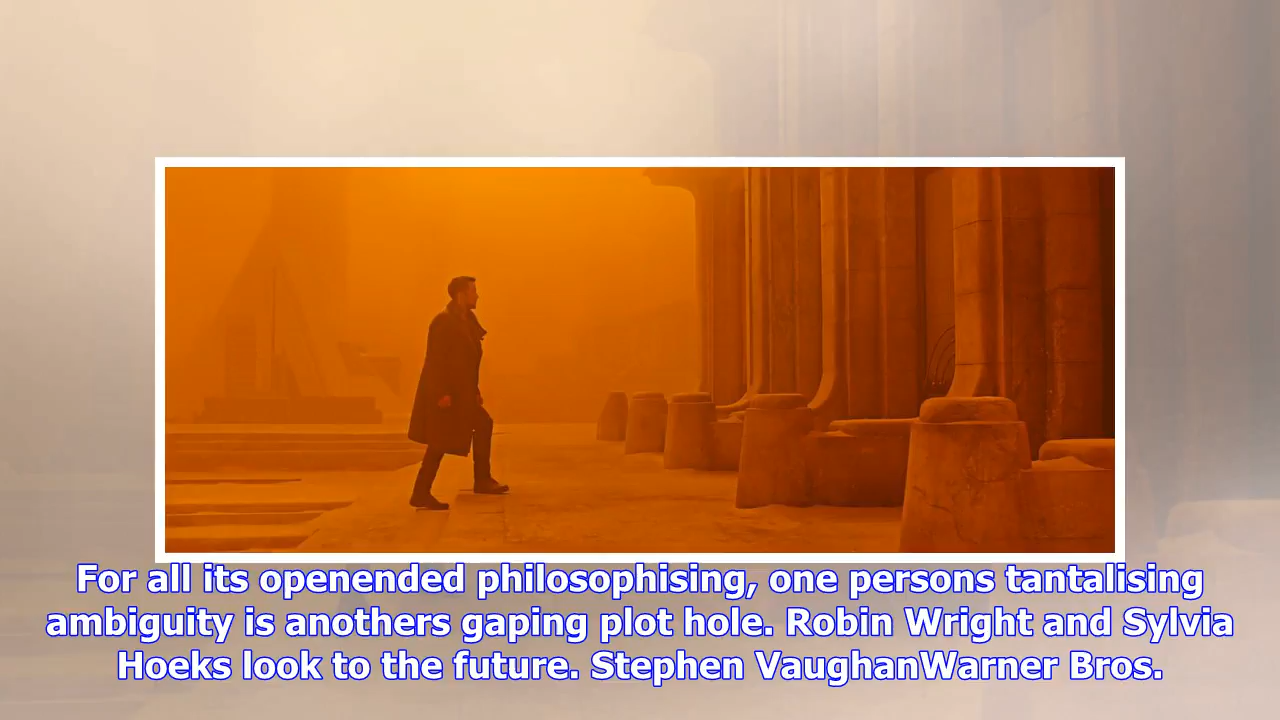 For all its openended philosophising, one persons tantalising
ambiguity is anothers gaping plot hole. Robin Wright and Sylvia
Hoeks look to the future. Stephen VaughanWarner Bros.